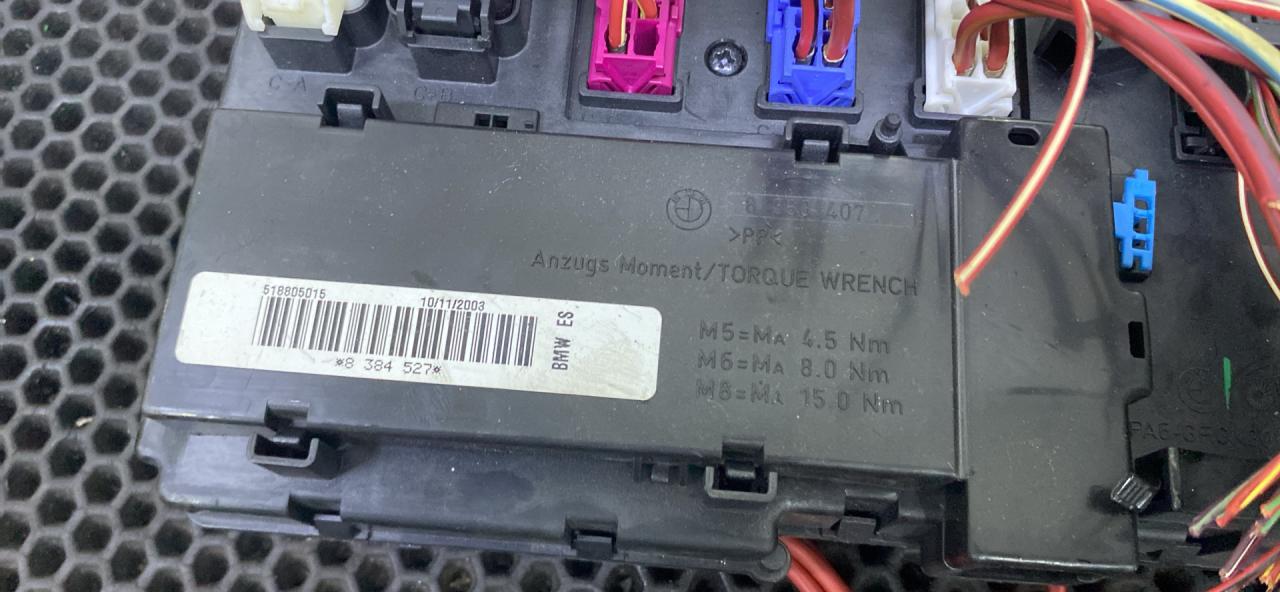 C-A
>PP<
Anzugs Moment/TORQUE WRENCH
M5=MA 4.5 Nm
M6=MA 8.0 Nm
M8=MA 15.0 Nm
518805015
10/11/2003
*8 384 527*
BMW ES